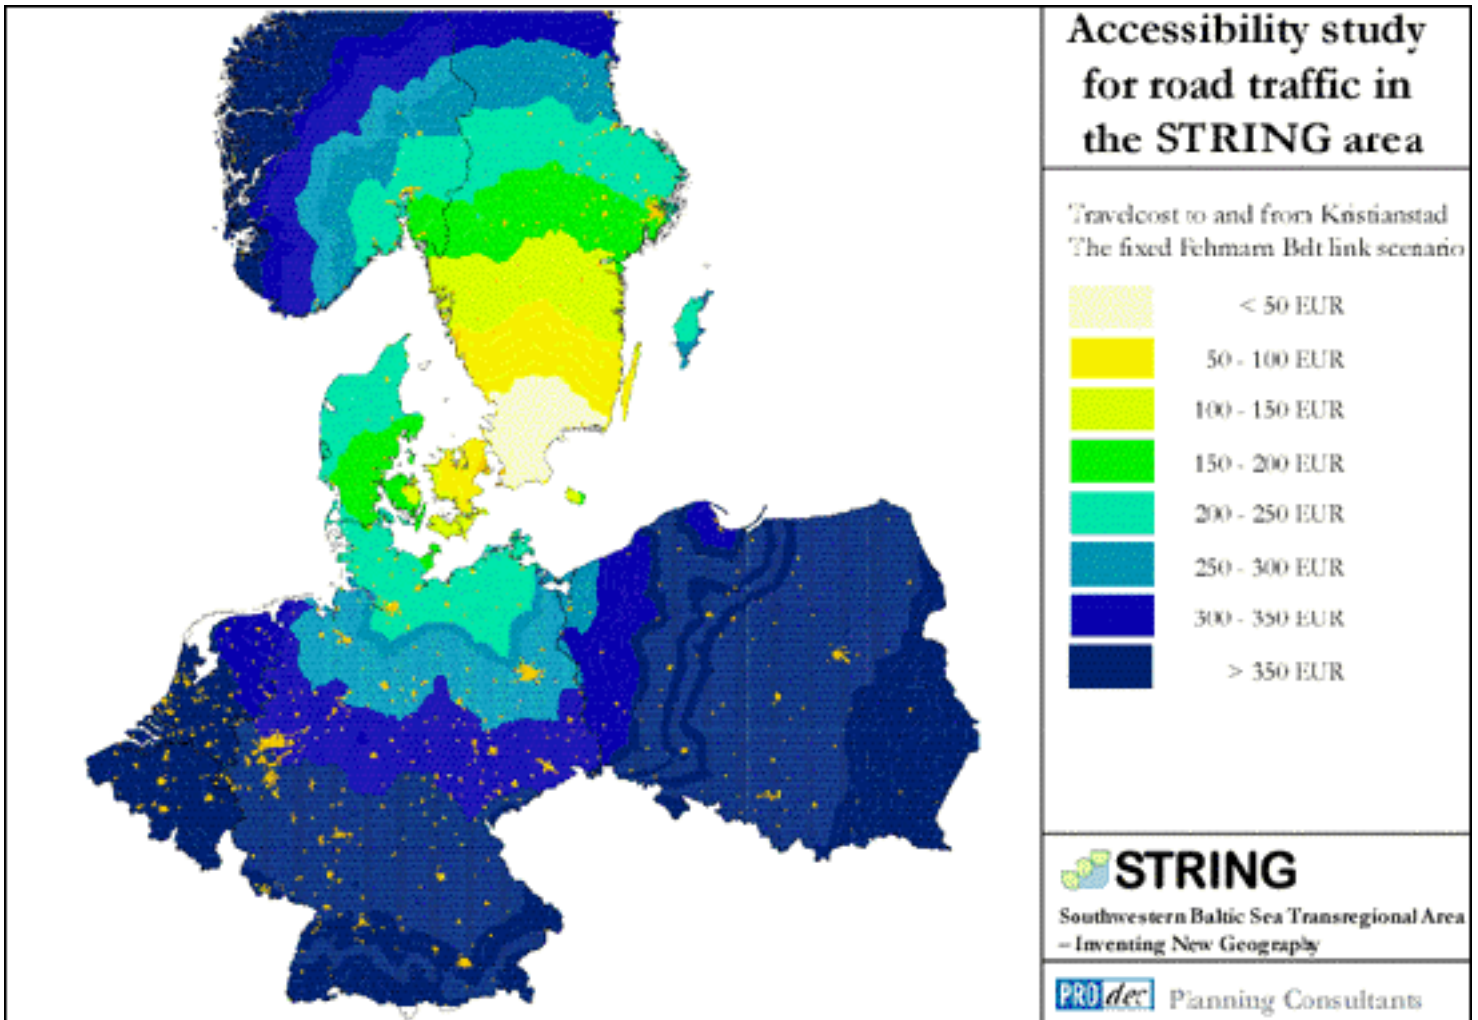 Accessibility study
for road traffic in
the STRING area
Travelcost to and from Kristianstad
The fixed Fehmarn Belt link scenario
< 50 EUR
50 - 100 EUR
100 - 150 EUR
150 - 200 EUR
200 - 250 EUR
250 - 300 EUR
300 - 350 EUR
> 350 EUR
STRING
Southwestern Baltic Sea Transregional Area
– Inventing New Geography
PROdec Planning Consultants